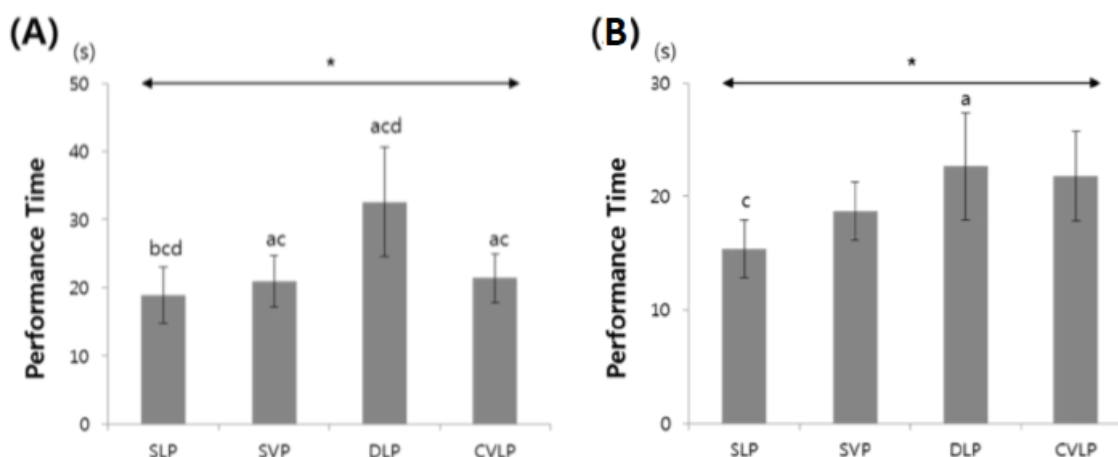 (A)
(s)
*
50
40
30
20
10
0
Performance Time
bcd
ac
acd
ac
SLP
SVP
DLP
CVLP
(B)
(s)
*
30
20
10
0
Performance Time
c
a
SLP
SVP
DLP
CVLP